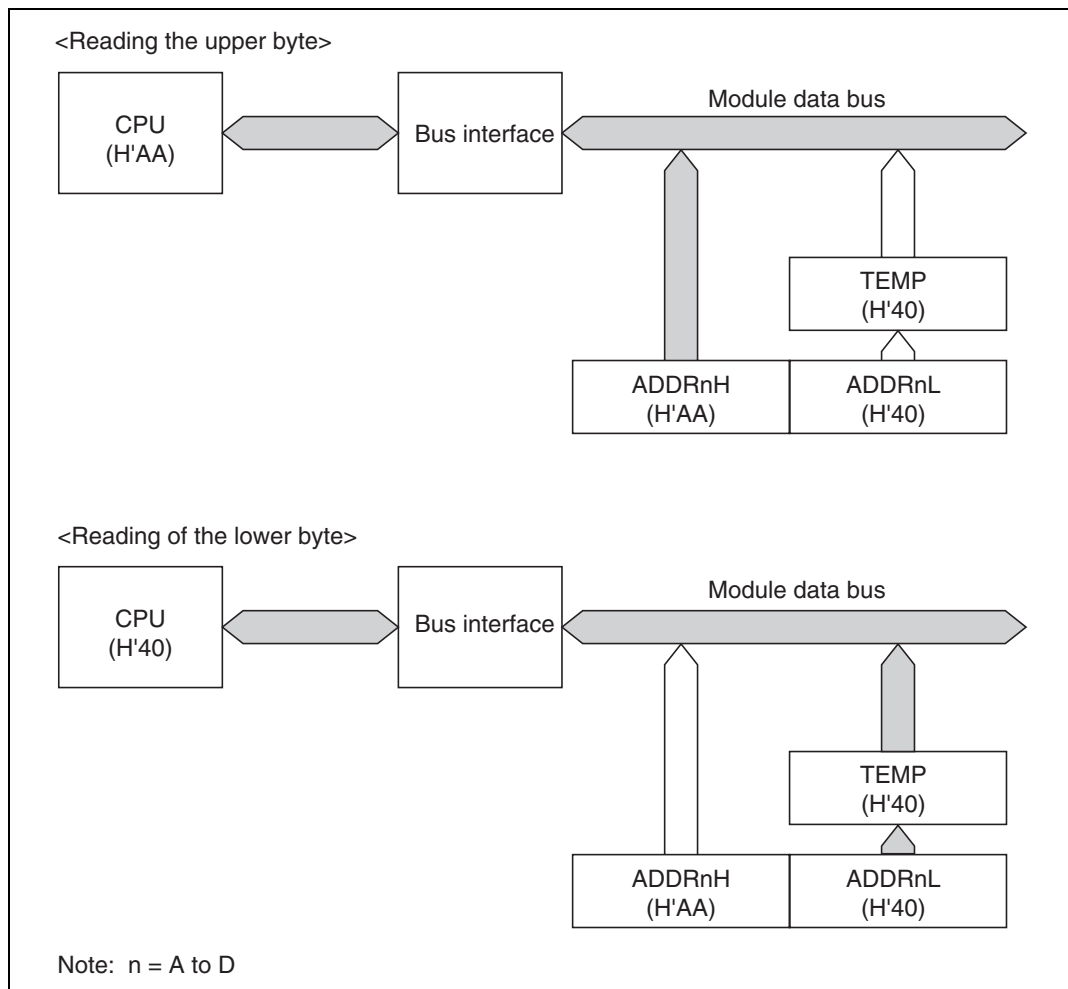 <Reading the upper byte>
CPU
(H'AA)
Bus interface
Module data bus
TEMP
(H'40)
ADDRnH
(H'AA)
ADDRnL
(H'40)
<Reading of the lower byte>
CPU
(H'40)
Bus interface
Module data bus
TEMP
(H'40)
ADDRnH
(H'AA)
ADDRnL
(H'40)
Note: n = A to D